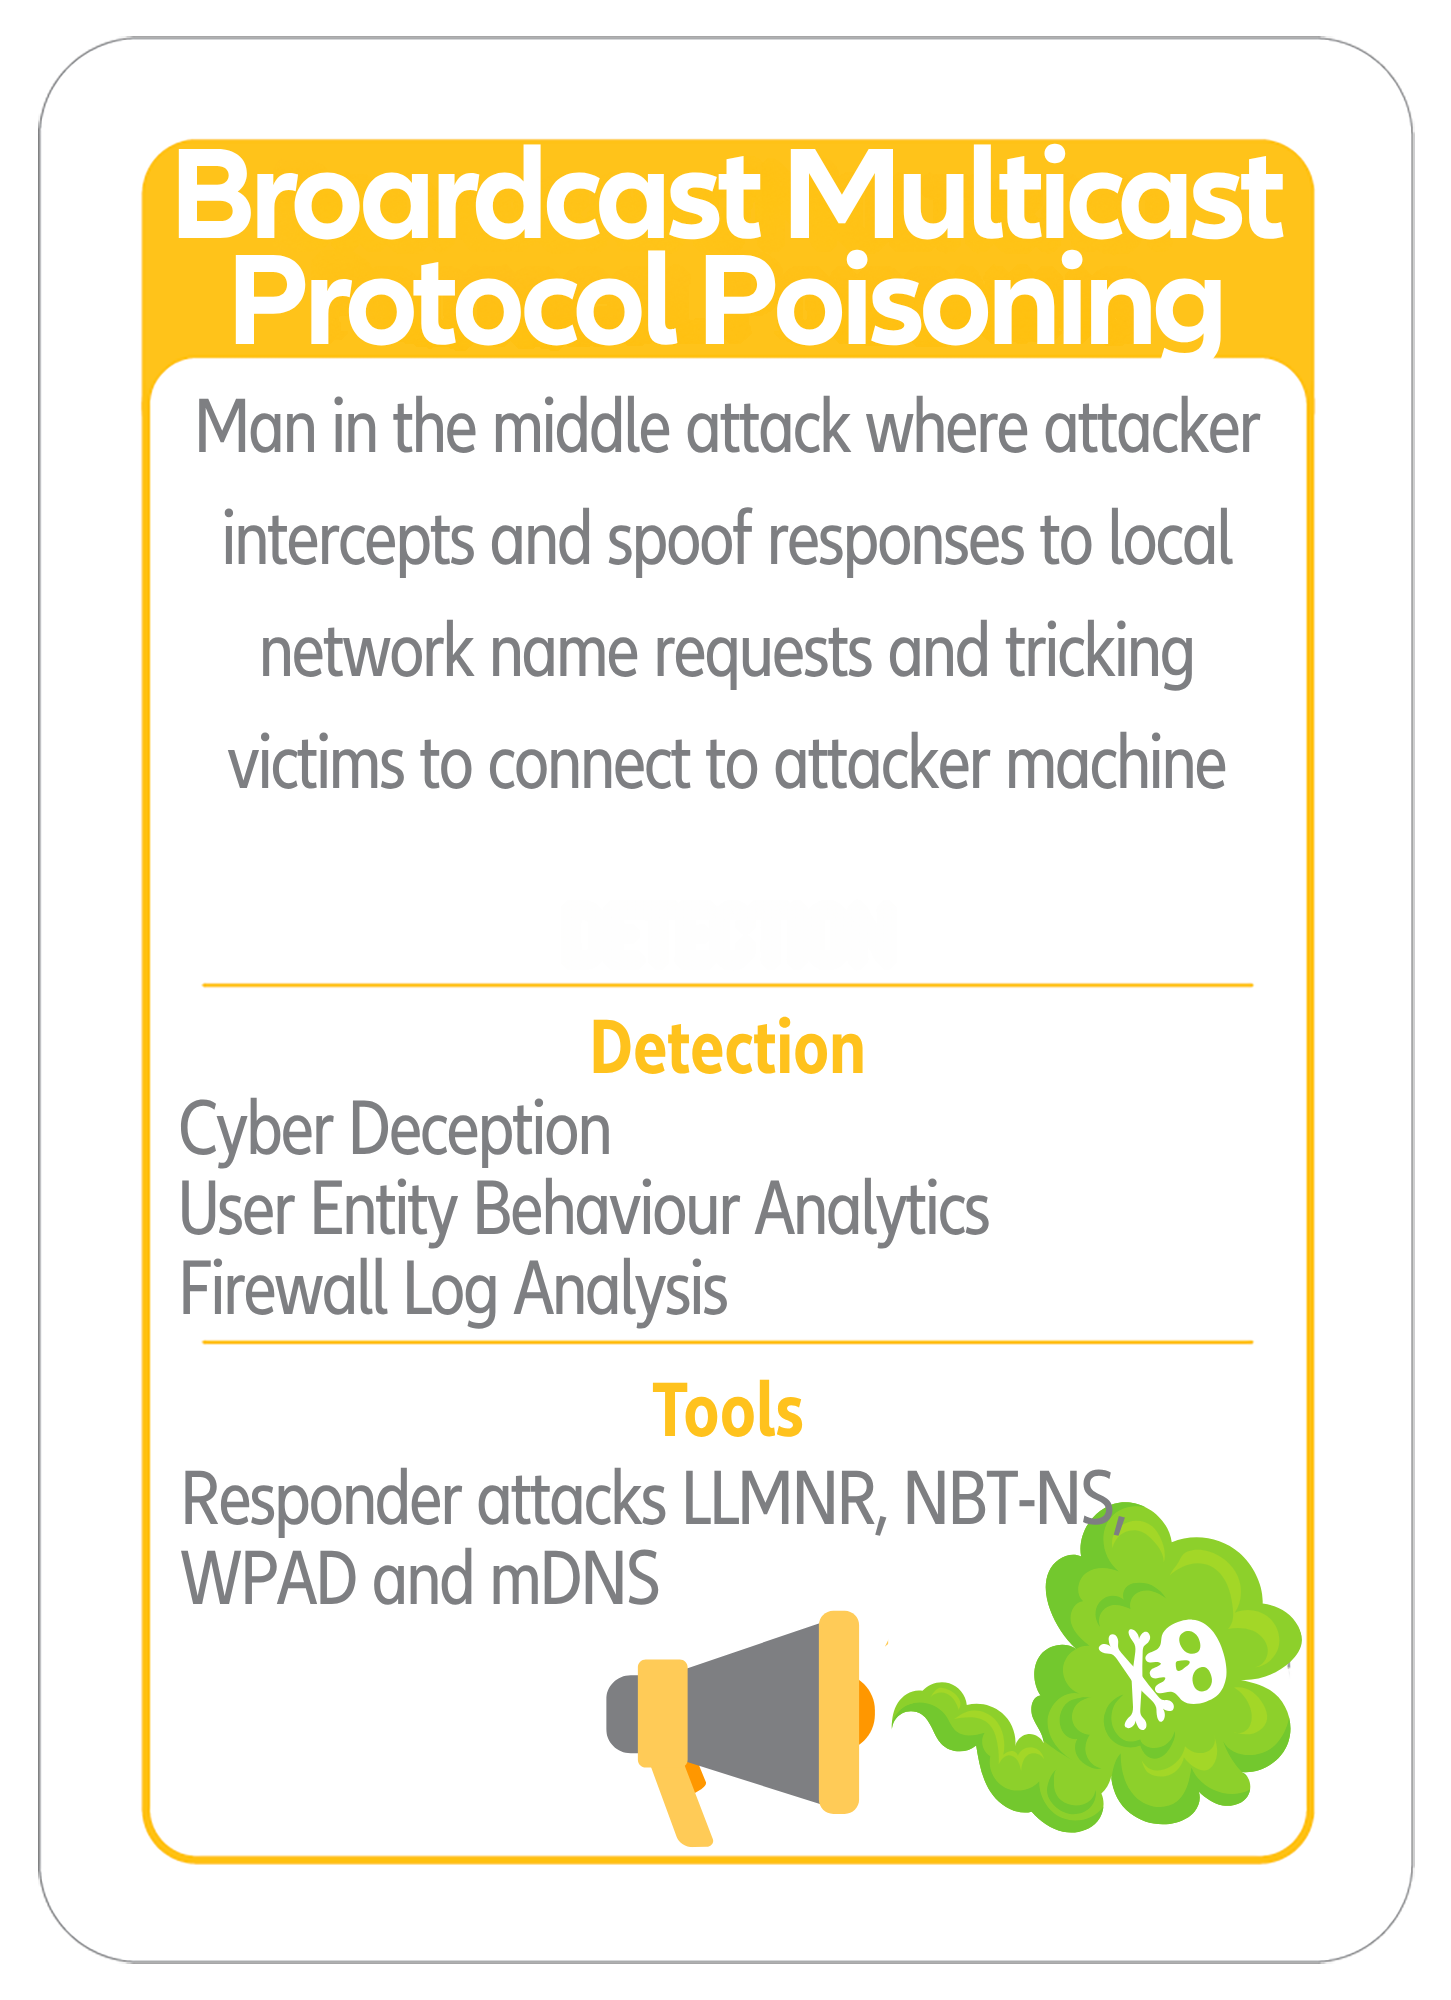 Broardcast Multicast
Protocol Poisoning
Man in the middle attack where attacker
intercepts and spoof responses to local
network name requests and tricking
victims to connect to attacker machine
Detection
Cyber Deception
User Entity Behaviour Analytics
Firewall Log Analysis
Tools
Responder attacks LLMNR, NBT-NS,
WPAD and mDNS